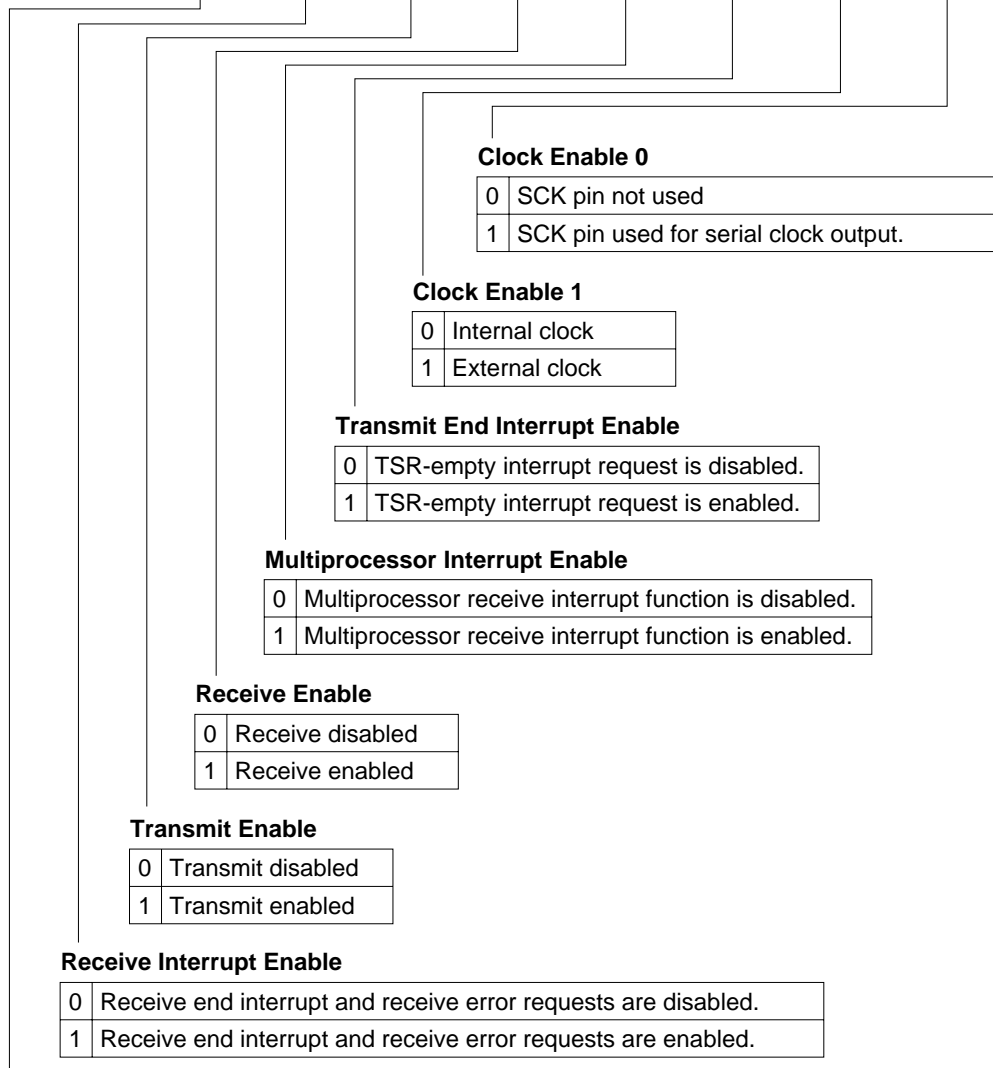 Clock Enable 0
0 SCK pin not used
1 SCK pin used for serial clock output.
Clock Enable 1
0 Internal clock
1 External clock
Transmit End Interrupt Enable
0 TSR-empty interrupt request is disabled.
1 TSR-empty interrupt request is enabled.
Multiprocessor Interrupt Enable
0 Multiprocessor receive interrupt function is disabled.
1 Multiprocessor receive interrupt function is enabled.
Receive Enable
0 Receive disabled
1 Receive enabled
Transmit Enable
0 Transmit disabled
1 Transmit enabled
Receive Interrupt Enable
0 Receive end interrupt and receive error requests are disabled.
1 Receive end interrupt and receive error requests are enabled.